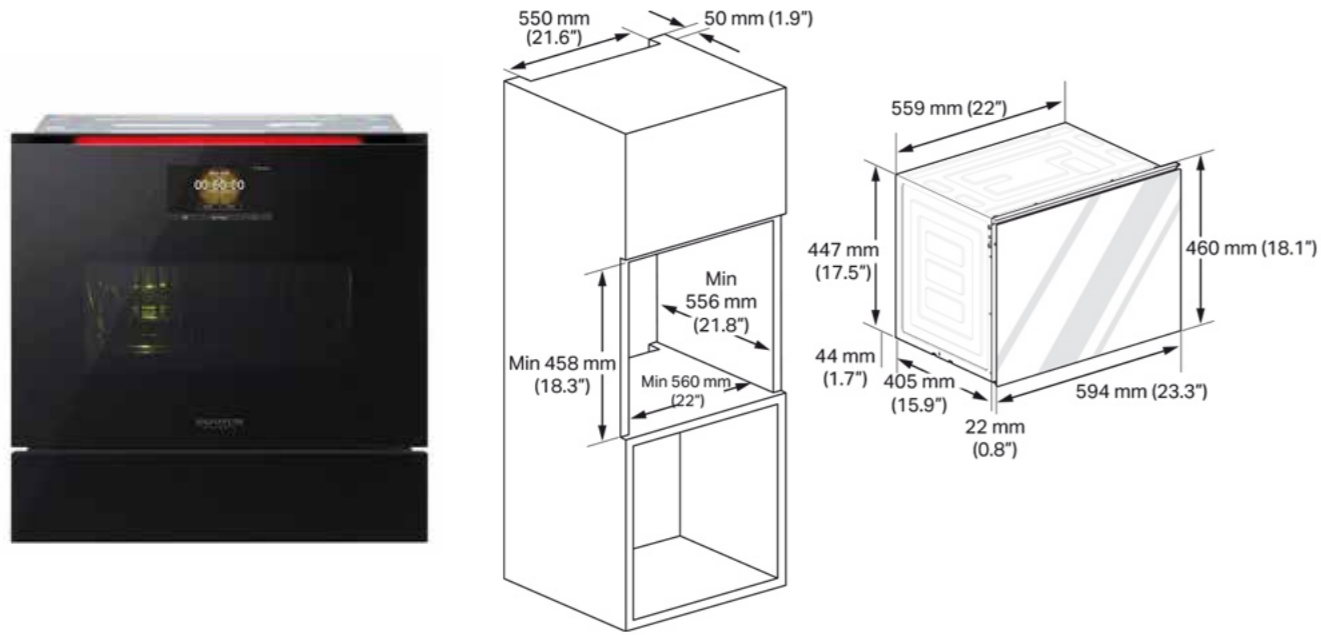 00:60:00
550 mm
(21.6")
50 mm (1.9")
Min
556 mm
(21.8")
Min 458 mm
(18.3")
Min 560 mm
(22")
559 mm (22")
447 mm
(17.5")
460 mm (18.1")
44 mm
(1.7")
405 mm
(15.9")
594 mm (23.3")
22 mm
(0.8")